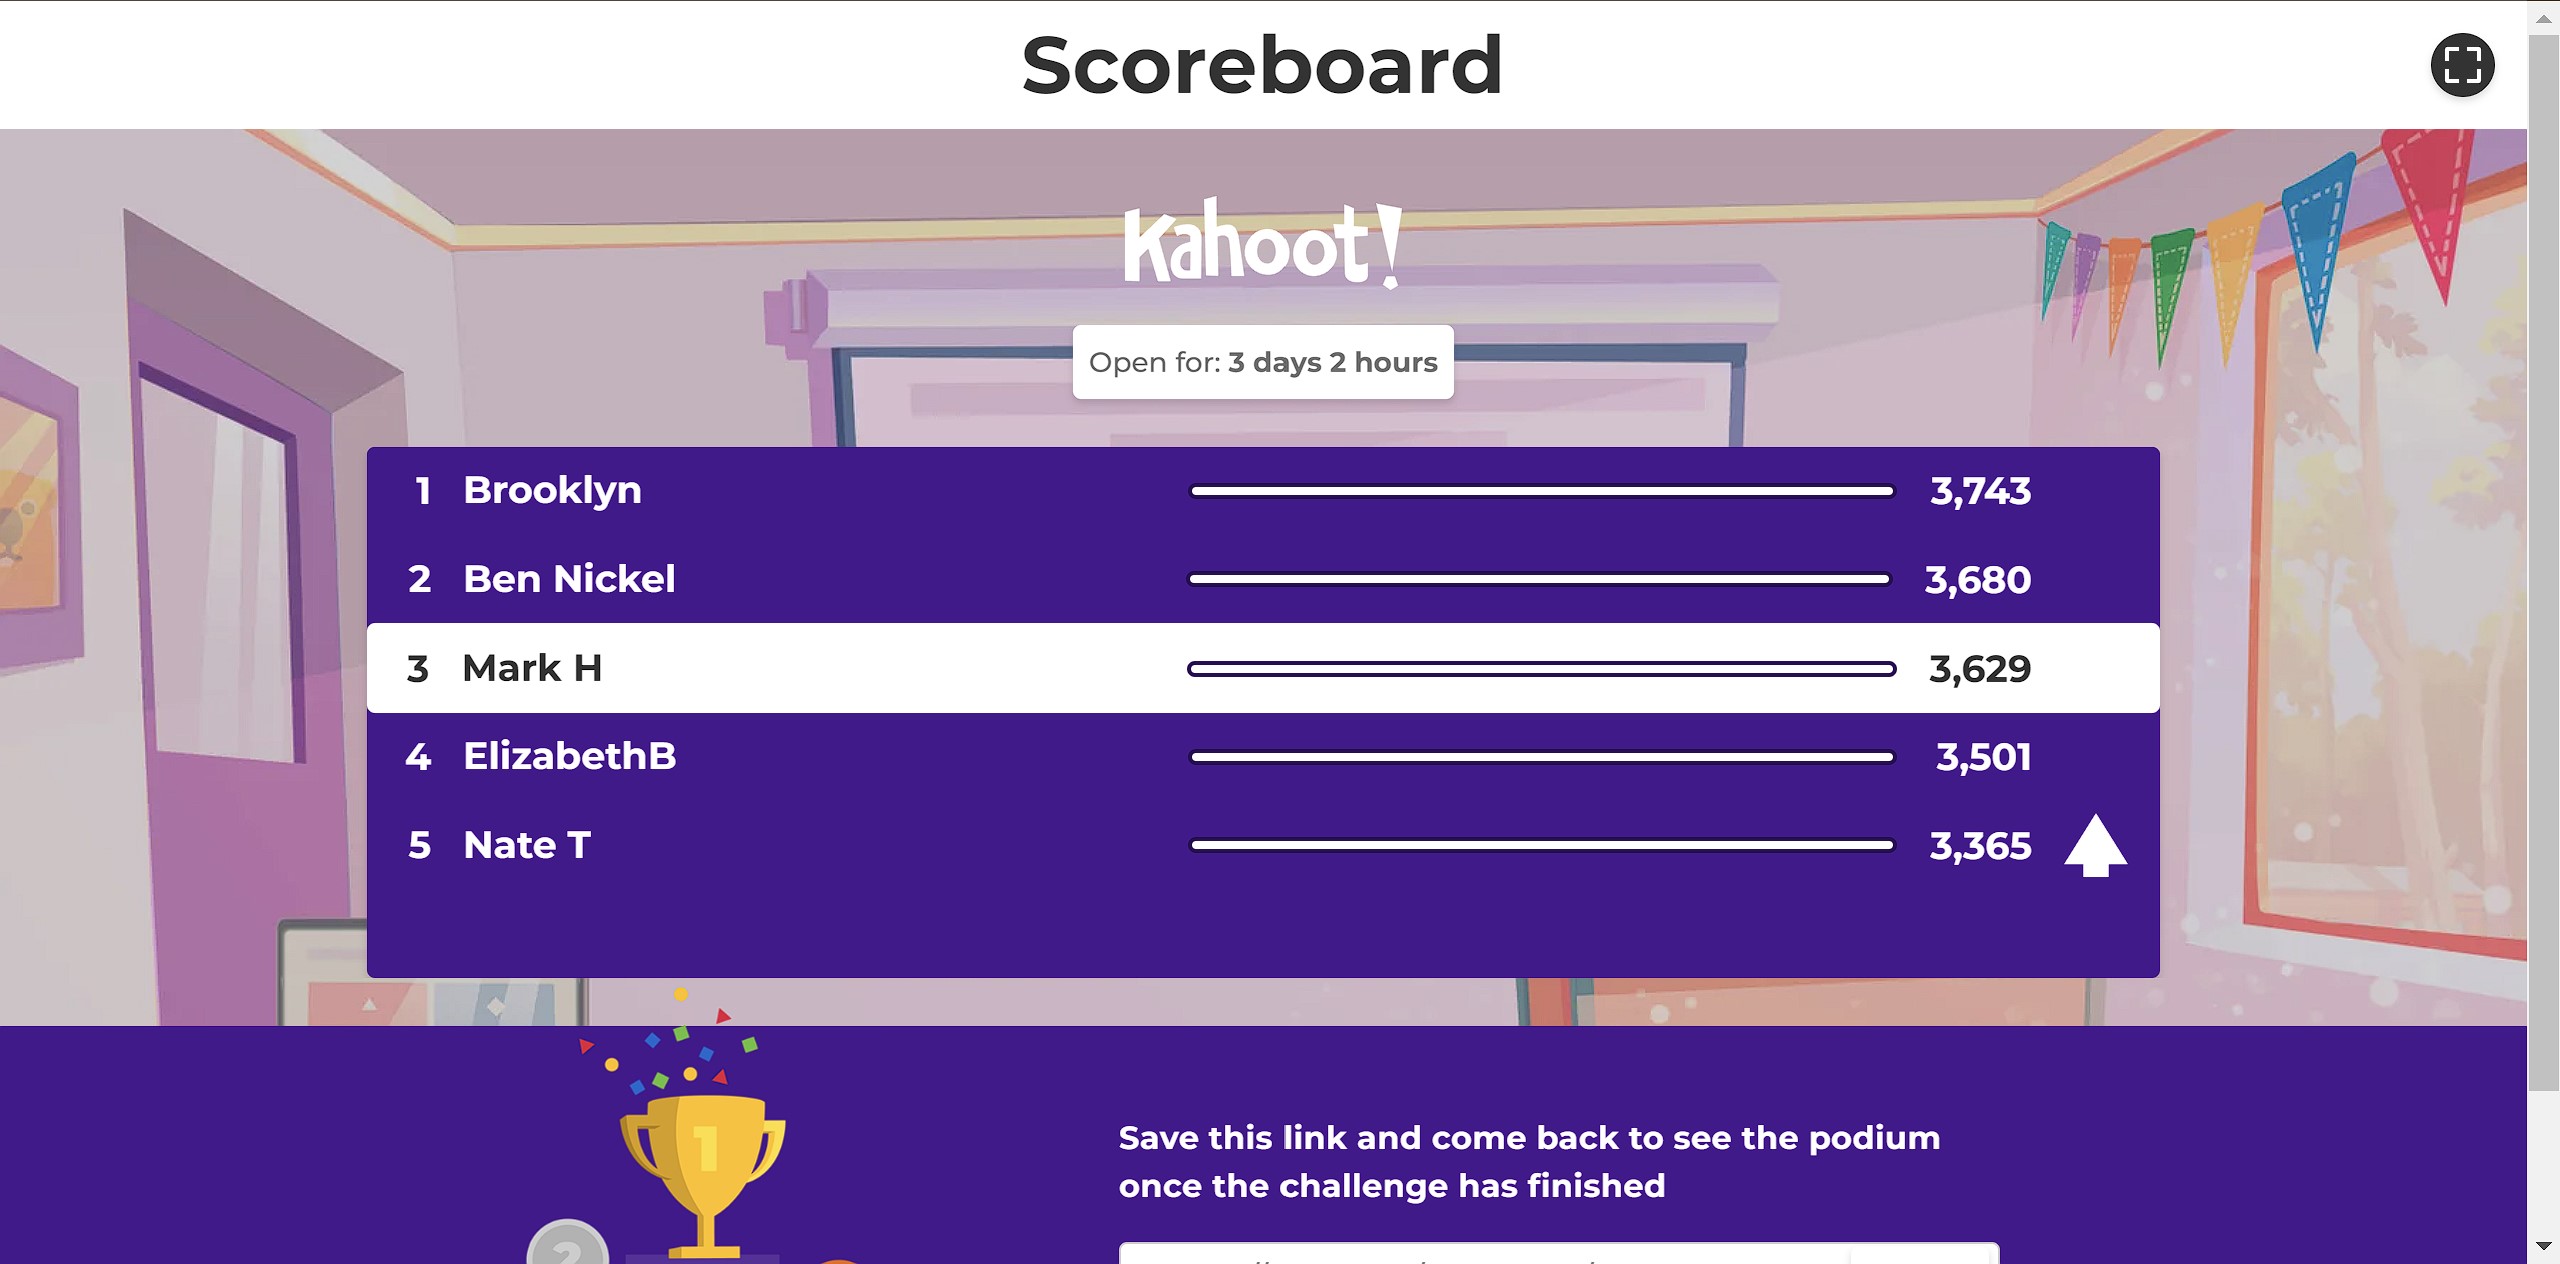 Scoreboard
Kahoot!
Open for: 3 days 2 hours
1 Brooklyn 3,743
2 Ben Nickel 3,680
3 Mark H 3,629
4 ElizabethB 3,501
5 Nate T 3,365
1
Save this link and come back to see the podium
once the challenge has finished
2